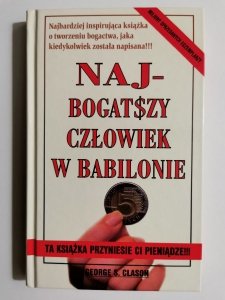 Najbardziej inspirująca książka
o tworzeniu bogactwa, jaka
kiedykolwiek została napisana!!!
NAJ-
BOGAT$ZY
CZŁOWIEK
W BABILONIE
5
TA KSIĄŻKA PRZYNIESIE CI PIENIĄDZE!!!
GEORGE S. CLASON